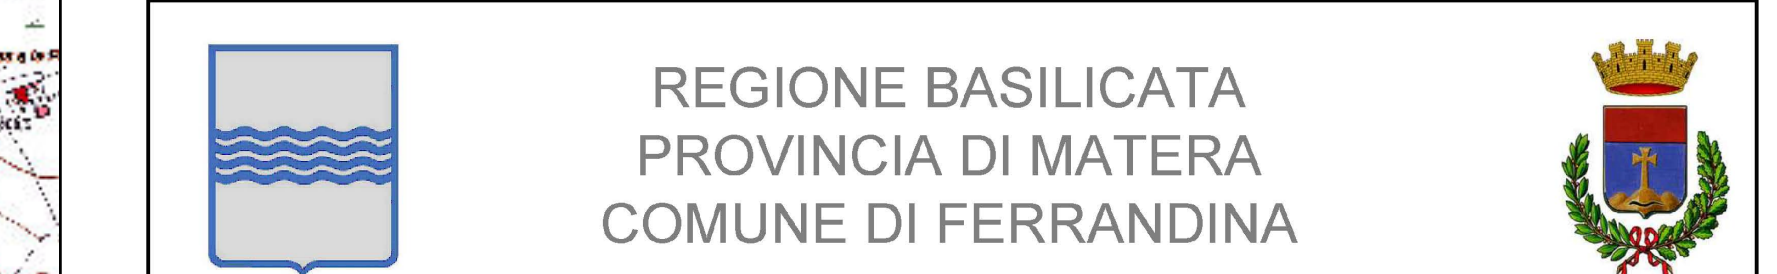 REGIONE BASILICATA
PROVINCIA DI MATERA
COMUNE DI FERRANDINA